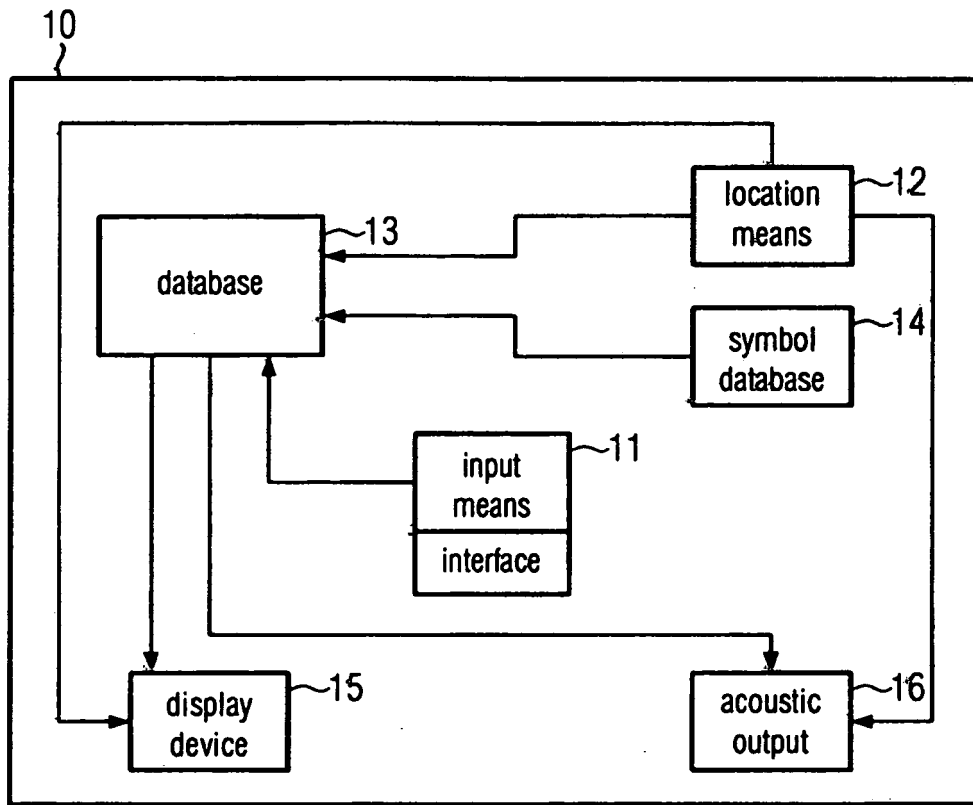 10
location
means
12
13
database
symbol
database
14
input
means
11
interface
display
device
15
acoustic
output
16